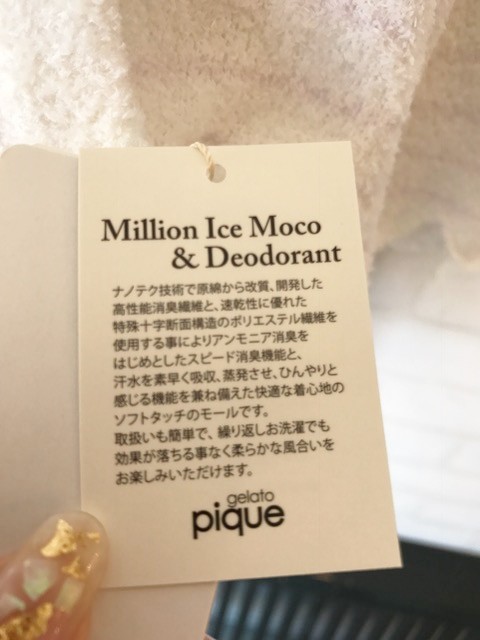 Million Ice Moco
& Deodorant
ナノテク技術で原綿から改質、開発した
高性能消臭繊維と、速乾性に優れた
特殊十字断面構造のポリエステル繊維を
使用する事によりアンモニア消臭を
はじめとしたスピード消臭機能と、
汗水を素早く吸収、蒸発させ、ひんやりと
感じる機能を兼ね備えた快適な着心地の
ソフトタッチのモールです。
取扱いも簡単で、繰り返しお洗濯でも
効果が落ちる事なく柔らかな風合いを
お楽しみいただけます。
gelato
pique